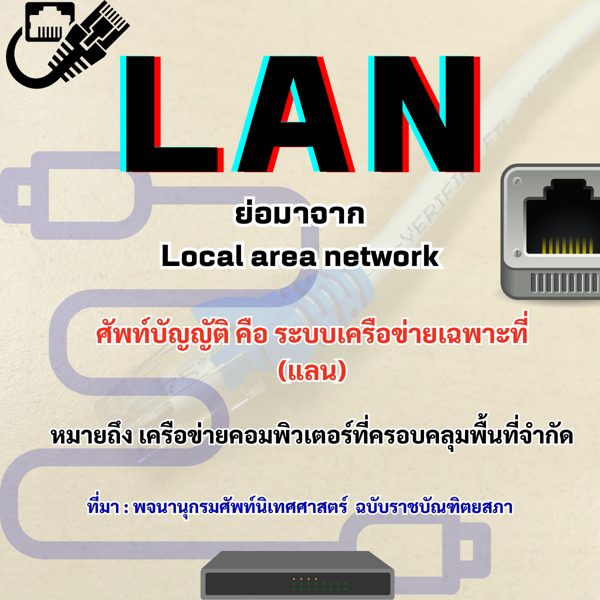 LAN
ย่อมาจาก
Local area network
ศัพท์บัญญัติ คือ ระบบเครือข่ายเฉพาะที่
(แลน)
หมายถึง เครือข่ายคอมพิวเตอร์ที่ครอบคลุมพื้นที่จำกัด
ที่มา : พจนานุกรมศัพท์นิเทศศาสตร์ ฉบับราชบัณฑิตยสภา